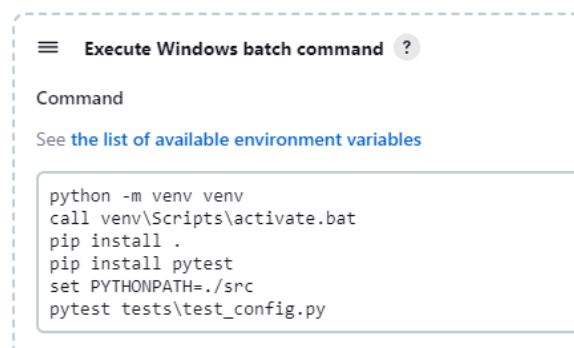 Execute Windows batch command ?
Command
See the list of available environment variables
python -m venv venv
call venv\Scripts\activate.bat
pip install .
pip install pytest
set PYTHONPATH=./src
pytest tests\test_config.py